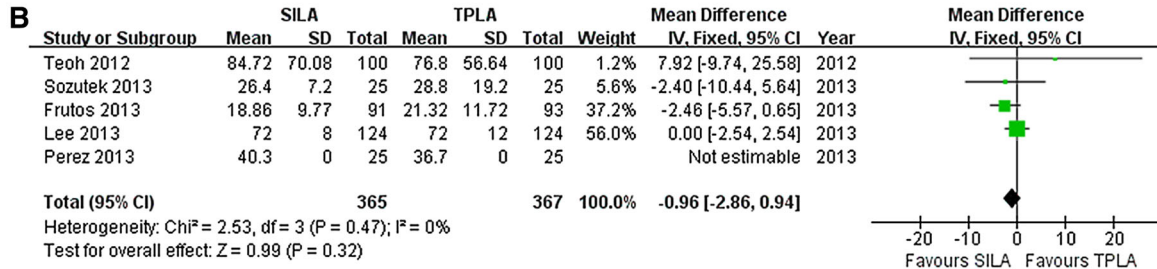 B
SILA TPLA Mean Difference Mean Difference
Study or Subgroup Mean SD Total Mean SD Total Weight IV, Fixed, 95% CI Year IV, Fixed, 95% CI
Teoh 2012 84.72 70.08 100 76.8 56.64 100 1.2% 7.92 [-9.74, 25.58] 2012
Sozutek 2013 26.4 7.2 25 28.8 19.2 25 5.6% -2.40 [-10.44, 5.64] 2013
Frutos 2013 18.86 9.77 91 21.32 11.72 93 37.2% -2.46 [-5.57, 0.65] 2013
Lee 2013 72 8 124 72 12 124 56.0% 0.00 [-2.54, 2.54] 2013
Perez 2013 40.3 0 25 36.7 0 25 Not estimable 2013
Total (95% CI) 365 367 100.0% -0.96 [-2.86, 0.94]
Heterogeneity: Chi² = 2.53, df = 3 (P = 0.47); I² = 0%
Test for overall effect: Z = 0.99 (P = 0.32)
-20 -10 0 10 20
Favours SILA Favours TPLA